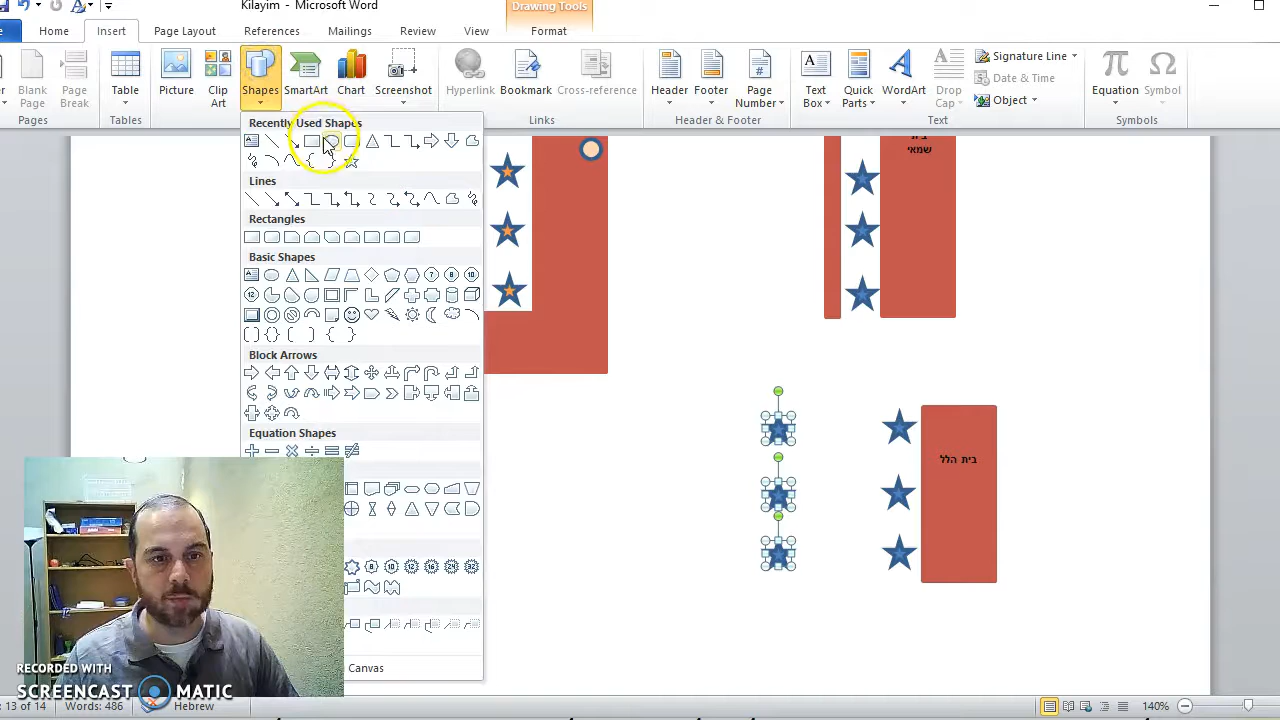 Kilayim - Microsoft Word
Drawing Tools
Home Insert Page Layout References Mailings Review View Format
Blank Page
Page Break
Table
Picture
Clip Art
Shapes
SmartArt
Chart
Screenshot
Hyperlink
Bookmark
Cross-reference
Header
Footer
Page Number
Text Box
Quick Parts
WordArt
Drop Cap
Signature Line
Date & Time
Object
Equation
Symbol
Pages
Tables
Links
Header & Footer
Text
Symbols
Recently Used Shapes
Lines
Rectangles
Basic Shapes
Block Arrows
Equation Shapes
Canvas
בית
שמאי
בית הלל
RECORDED WITH
SCREENCAST MATIC
: 13 of 14
Words: 486
Hebrew
140%